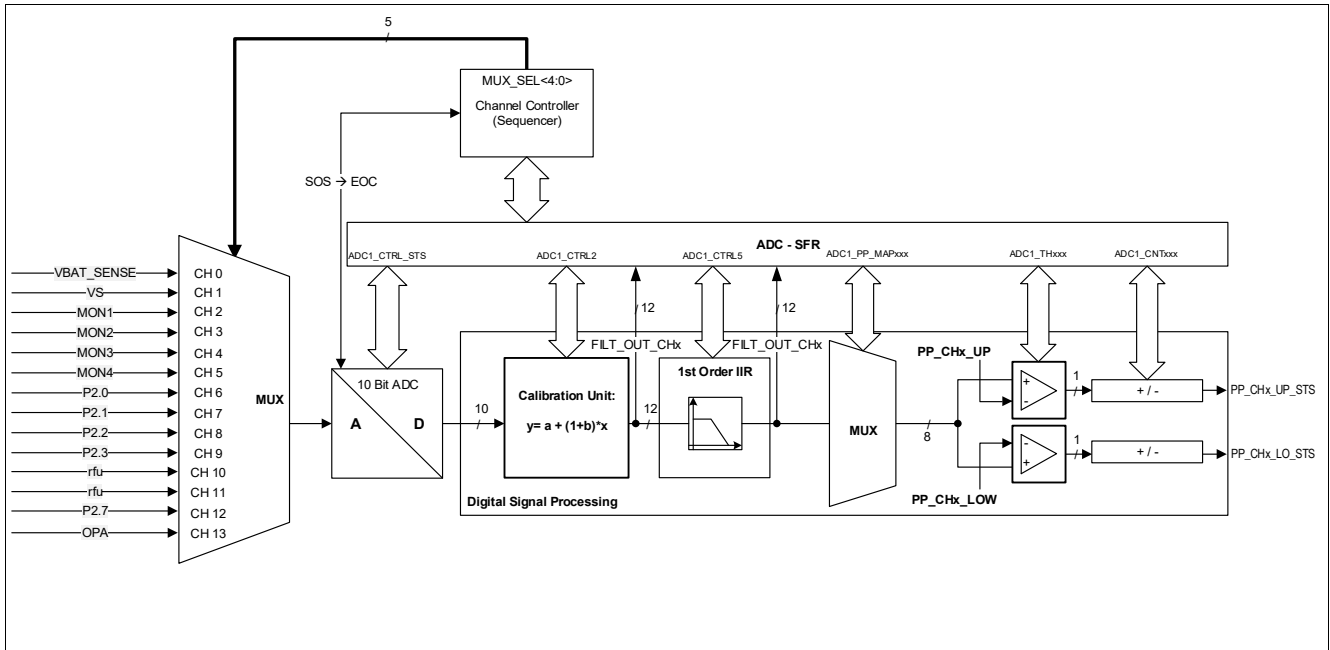 5
MUX_SEL<4:0>
Channel Controller
(Sequencer)
SOS → EOC
ADC - SFR
ADC1_CTRL_STS
ADC1_CTRL2
ADC1_CTRL5
ADC1_PP_MAPxxx
ADC1_THxxx
ADC1_CNTxxx
VBAT_SENSE
CH 0
VS
CH 1
MON1
CH 2
MON2
CH 3
MON3
CH 4
MON4
CH 5
P2.0
CH 6
P2.1
CH 7
P2.2
CH 8
P2.3
CH 9
rfu
CH 10
rfu
CH 11
P2.7
CH 12
OPA
CH 13
MUX
10 Bit ADC
A
D
10
12
12
FILT_OUT_CHx
FILT_OUT_CHx
Calibration Unit:
y= a + (1+b)*x
12
1st Order IIR
MUX
8
PP_CHx_UP
+
-
1
+ / -
PP_CHx_UP_STS
-
+
1
+ / -
PP_CHx_LO_STS
PP_CHx_LOW
Digital Signal Processing